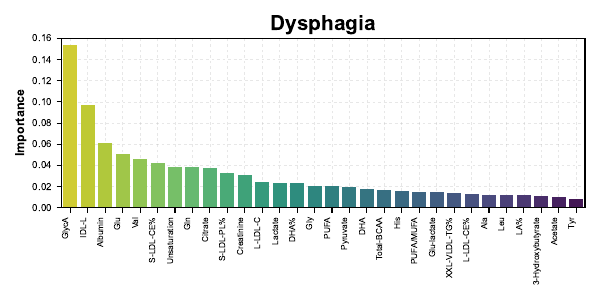 Dysphagia
Importance
0.16
0.14
0.12
0.10
0.08
0.06
0.04
0.02
0.00
GlycA
IDL-L
Albumin
Glu
Val
S-LDL-CE%
Unsaturation
Gln
Citrate
S-LDL-PL%
Creatinine
L-LDL-C
Lactate
DHA%
Gly
PUFA
Pyruvate
DHA
Total-BCAA
His
PUFA/MUFA
Glu-lactate
XXL-VLDL-TG%
L-LDL-CE%
Ala
Leu
LA%
3-Hydroxybutyrate
Acetate
Tyr